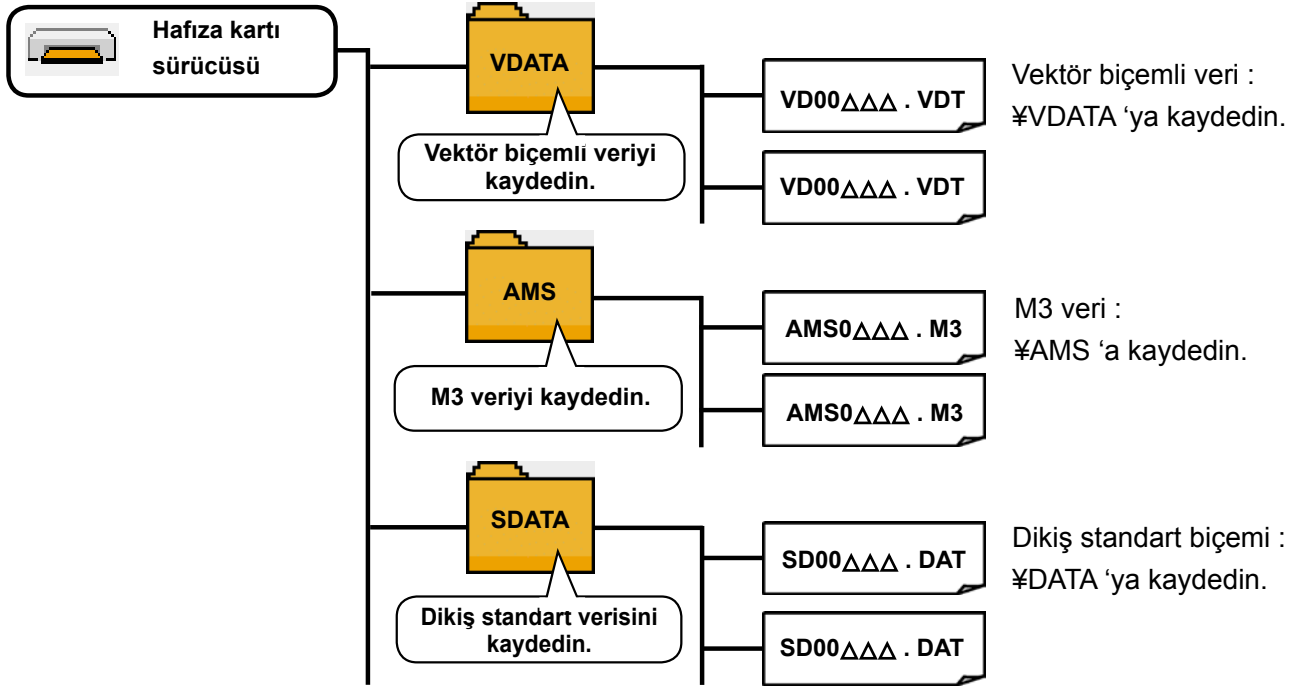 Hafıza kartı
sürücüsü
VDATA
Vektör biçemli veriyi
kaydedin.
VD00△△△ . VDT
VD00△△△ . VDT
Vektör biçemli veri :
¥VDATA ‘ya kaydedin.
AMS
M3 veriyi kaydedin.
AMS0△△△ . M3
AMS0△△△ . M3
M3 veri :
¥AMS ‘a kaydedin.
SDATA
Dikiş standart verisini
kaydedin.
SD00△△△ . DAT
SD00△△△ . DAT
Dikiş standart biçemi :
¥DATA ‘ya kaydedin.